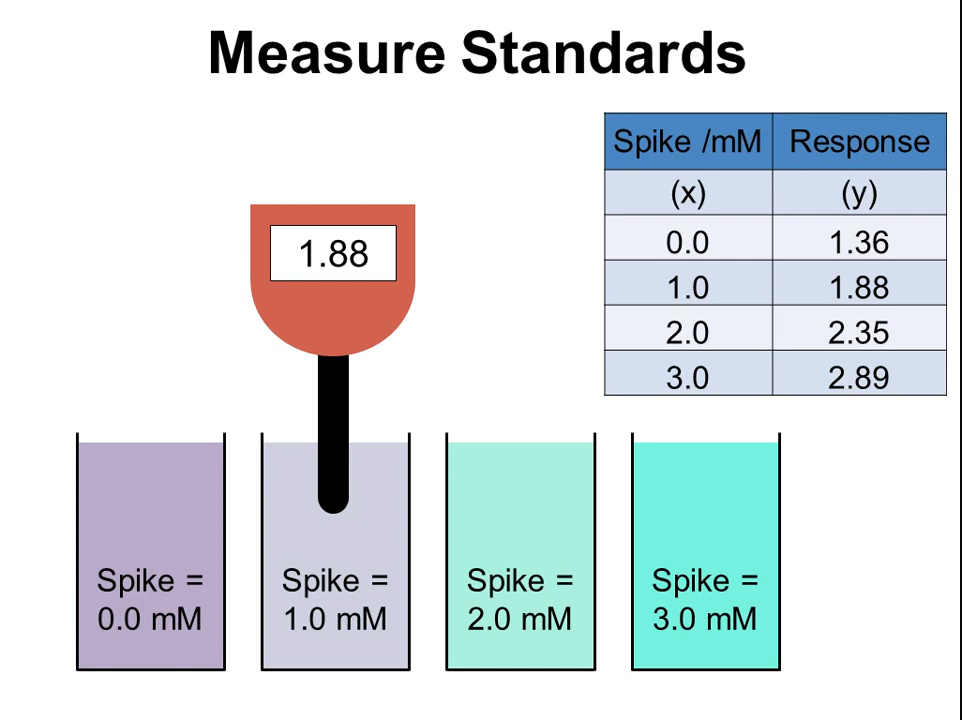 Measure Standards
Spike /mM Response
(x) (y)
0.0 1.36
1.0 1.88
2.0 2.35
3.0 2.89
1.88
Spike =
0.0 mM
Spike =
1.0 mM
Spike =
2.0 mM
Spike =
3.0 mM